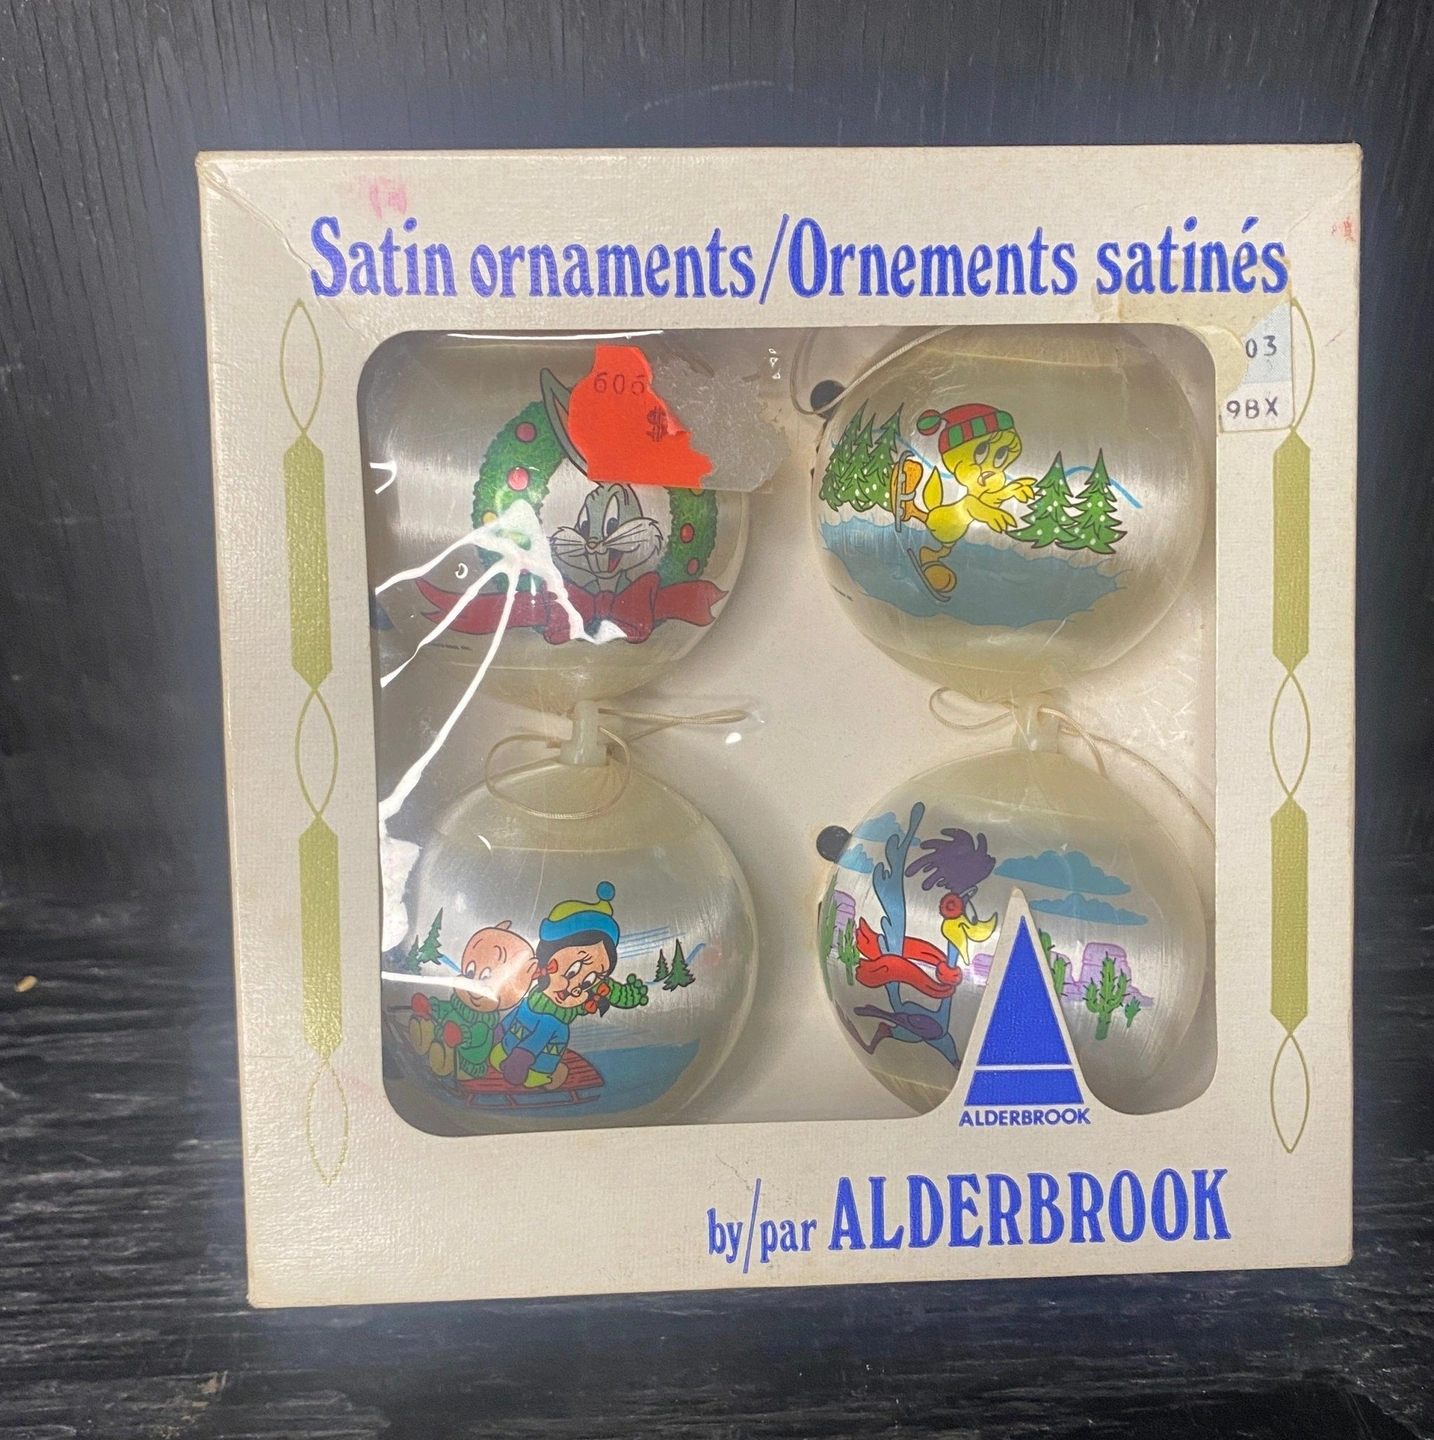 Satin ornaments/Ornements satinés
03
9BX
606
$
ALDERBROOK
by/par ALDERBROOK